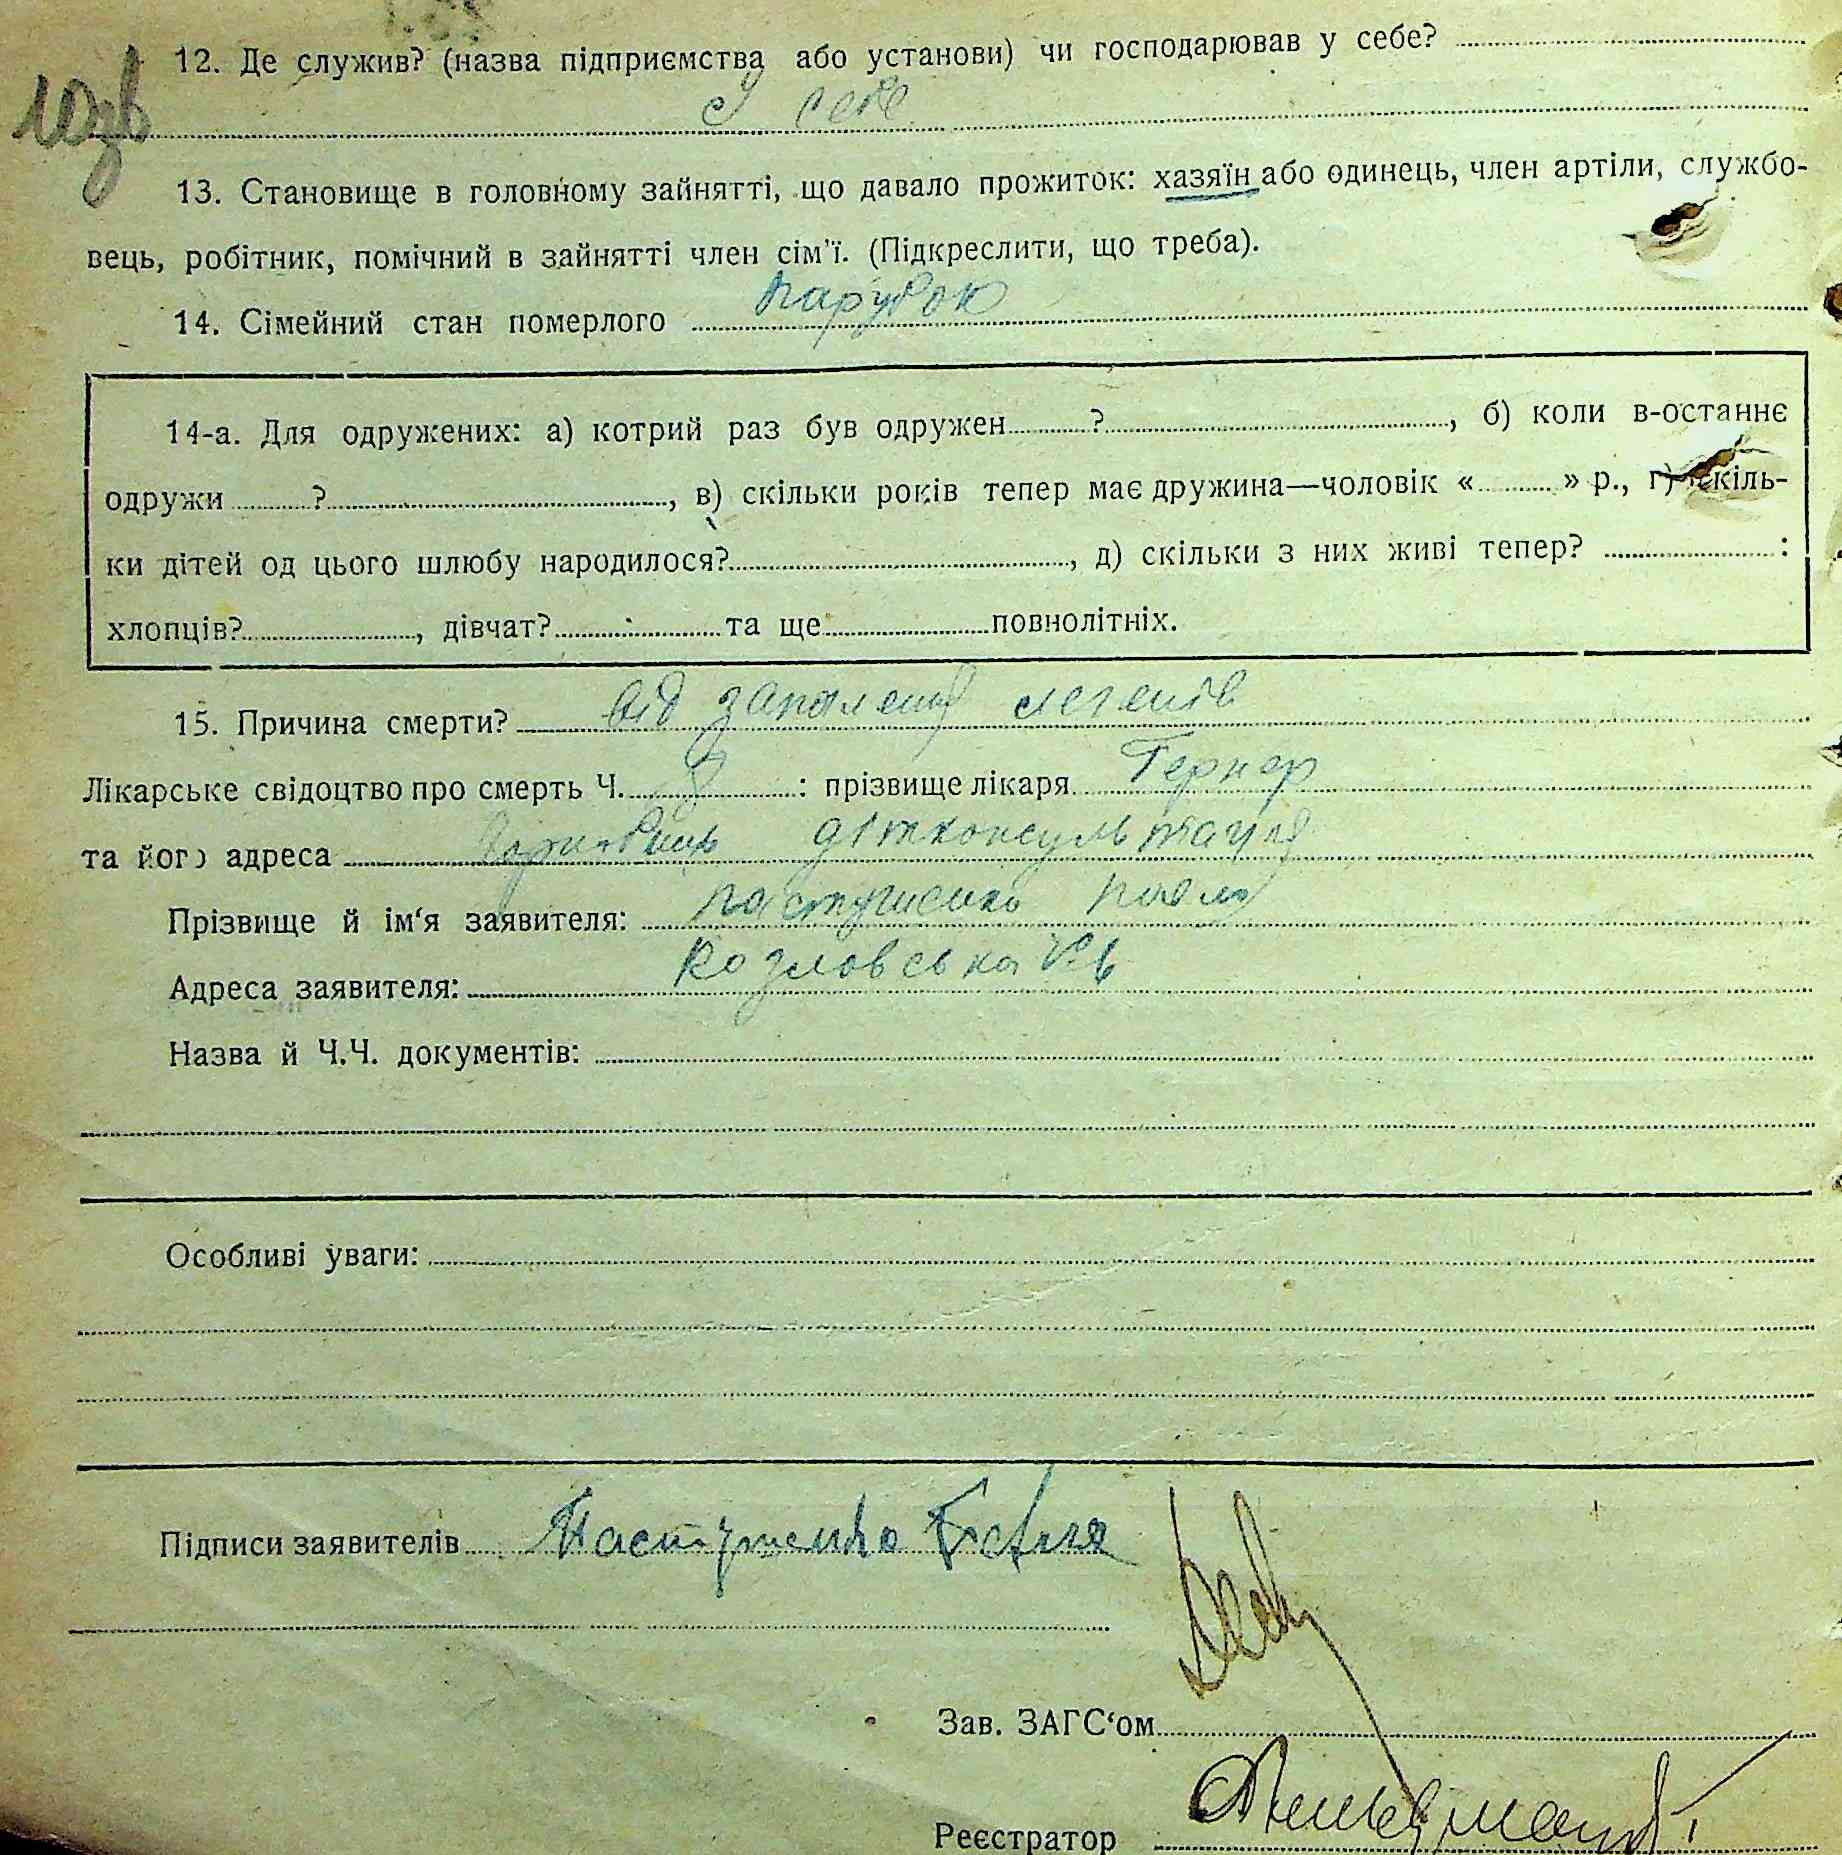 12. Де служив? (назва підприємства або установи) чи господарював у себе?
У себе
13. Становище в головному зайнятті, що давало прожиток: хазяїн або одинець, член артіли, службо-
вець, робітник, помічний в зайнятті член сім'ї. (Підкреслити, що треба).
14. Сімейний стан померлого парубок
14-а. Для одружених: а) котрий раз був одружен ? , б) коли в-останнє
одружи ? , в) скільки років тепер має дружина—чоловік « » р., г) скіль-
ки дітей од цього шлюбу народилося? , д) скільки з них живі тепер? :
хлопців? , дівчат? та ще повнолітніх.
15. Причина смерти? від запалення легенів
Лікарське свідоцтво про смерть Ч. : прізвище лікаря Гернер
та його адреса дітконсультация
Прізвище й ім'я заявителя: Пастушенко
Адреса заявителя: Козловська
Назва й Ч.Ч. документів:
Особливі уваги:
Підписи заявителів Пастушенко
Зав. ЗАГС'ом
Реєстратор